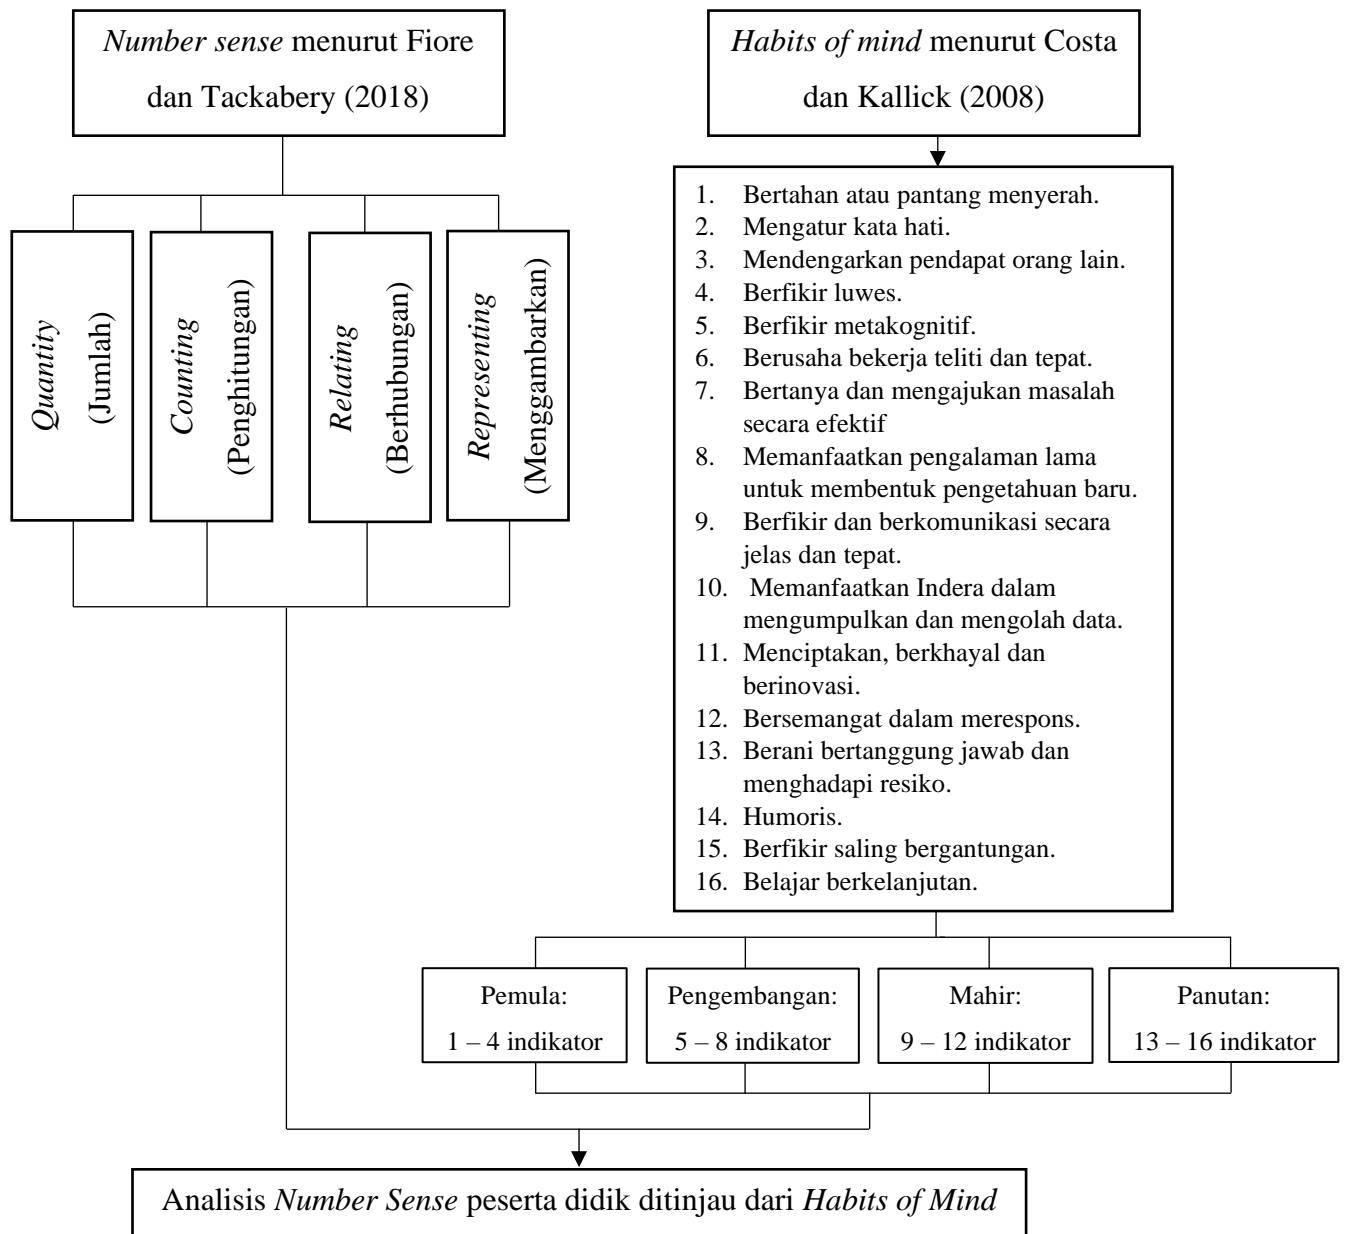 Number sense menurut Fiore
dan Tackabery (2018)
Habits of mind menurut Costa
dan Kallick (2008)
Quantity
(Jumlah)
Counting
(Penghitungan)
Relating
(Berhubungan)
Representing
(Menggambarkan)
1. Bertahan atau pantang menyerah.
2. Mengatur kata hati.
3. Mendengarkan pendapat orang lain.
4. Berfikir luwes.
5. Berfikir metakognitif.
6. Berusaha bekerja teliti dan tepat.
7. Bertanya dan mengajukan masalah
secara efektif
8. Memanfaatkan pengalaman lama
untuk membentuk pengetahuan baru.
9. Berfikir dan berkomunikasi secara
jelas dan tepat.
10. Memanfaatkan Indera dalam
mengumpulkan dan mengolah data.
11. Menciptakan, berkhayal dan
berinovasi.
12. Bersemangat dalam merespons.
13. Berani bertanggung jawab dan
menghadapi resiko.
14. Humoris.
15. Berfikir saling bergantungan.
16. Belajar berkelanjutan.
Pemula:
1 – 4 indikator
Pengembangan:
5 – 8 indikator
Mahir:
9 – 12 indikator
Panutan:
13 – 16 indikator
Analisis Number Sense peserta didik ditinjau dari Habits of Mind